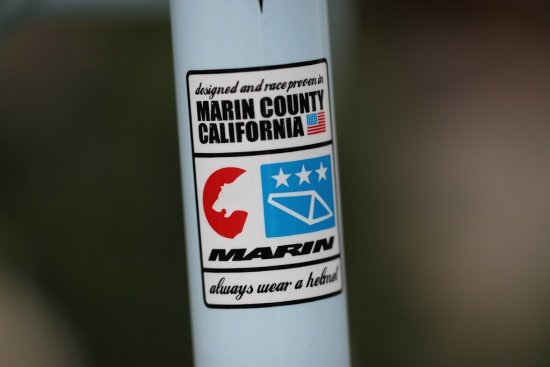 designed and race proven in
MARIN COUNTY
CALIFORNIA
MARIN
always wear a helmet